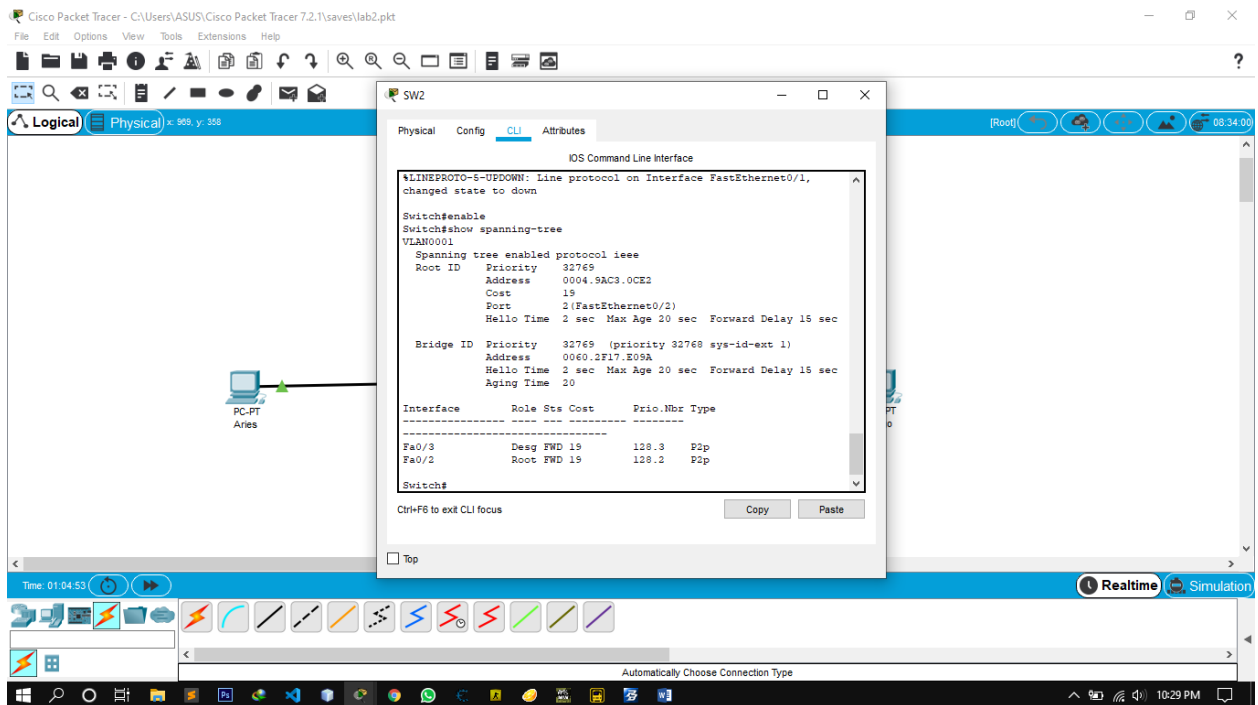 Cisco Packet Tracer - C:\Users\ASUS\Cisco Packet Tracer 7.2.1\saves\lab2.pkt
File Edit Options View Tools Extensions Help
?
SW2
Logical Physical x: 969, y: 358
[Root] 08:34:00
Physical Config CLI Attributes
IOS Command Line Interface
%LINEPROTO-5-UPDOWN: Line protocol on Interface FastEthernet0/1,
changed state to down
Switch#enable
Switch#show spanning-tree
VLAN0001
Spanning tree enabled protocol ieee
Root ID Priority 32769
Address 0004.9AC3.0CE2
Cost 19
Port 2(FastEthernet0/2)
Hello Time 2 sec Max Age 20 sec Forward Delay 15 sec
Bridge ID Priority 32769 (priority 32768 sys-id-ext 1)
Address 0060.2F17.E09A
Hello Time 2 sec Max Age 20 sec Forward Delay 15 sec
Aging Time 20
Interface Role Sts Cost Prio.Nbr Type
---------------- ---- --- --------- --------
--------------------------------
Fa0/3 Desg FWD 19 128.3 P2p
Fa0/2 Root FWD 19 128.2 P2p
Switch#
PC-PT
Aries
PT
o
Ctrl+F6 to exit CLI focus
Copy Paste
Top
Time: 01:04:53
Realtime Simulation
Automatically Choose Connection Type
Ps
10:29 PM